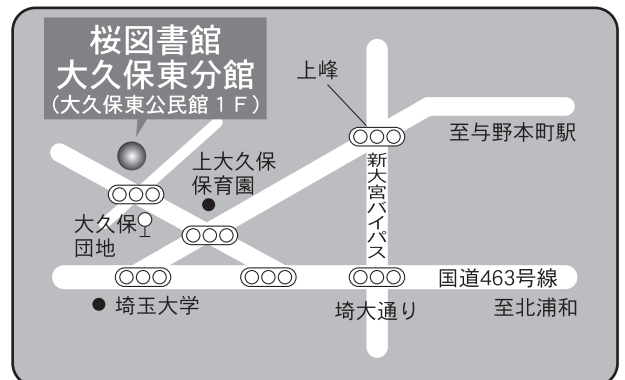 桜図書館
大久保東分館
(大久保東公民館1F)
上峰
至与野本町駅
上大久保
保育園
新大宮バイパス
大久保
団地
国道463号線
埼玉大学
埼大通り
至北浦和